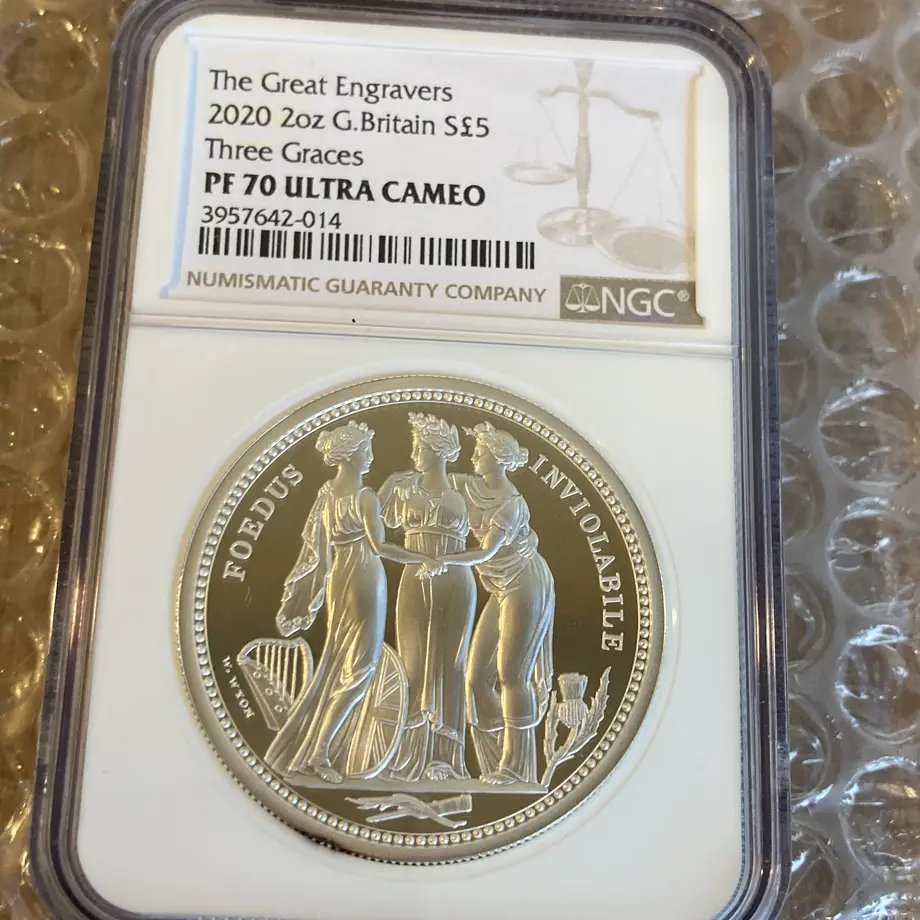 The Great Engravers
2020 2oz G.Britain S£5
Three Graces
PF 70 ULTRA CAMEO
3957642-014
NUMISMATIC GUARANTY COMPANY
NGC®
FOEDUS
INVIOLABILE
W. WYON